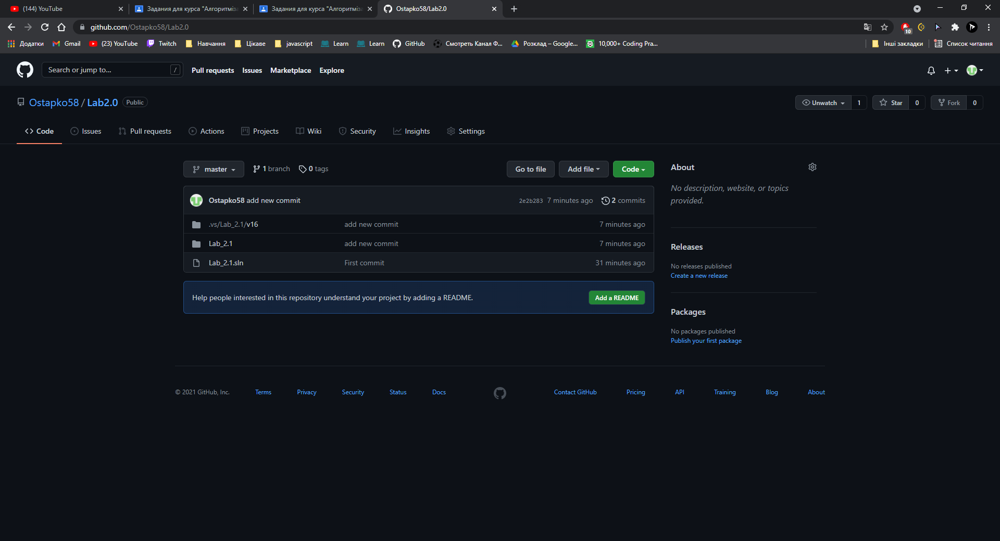 (144) YouTube
Задания для курса "Алгоритміза
Задания для курса "Алгоритміза
Ostapko58/Lab2.0
github.com/Ostapko58/Lab2.0
10
Додатки
Gmail
(23) YouTube
Twitch
Навчання
Цікаве
javascript
Learn
Learn
GitHub
Смотреть Канал Ф...
Розклад – Google...
10,000+ Coding Pra...
Інші закладки
Список читання
Search or jump to...
/
Pull requests
Issues
Marketplace
Explore
Ostapko58 / Lab2.0
Public
Unwatch
1
Star
0
Fork
0
Code
Issues
Pull requests
Actions
Projects
Wiki
Security
Insights
Settings
master
1 branch
0 tags
Go to file
Add file
Code
Ostapko58 add new commit
2e2b283
7 minutes ago
2 commits
.vs/Lab_2.1/v16
add new commit
7 minutes ago
Lab_2.1
add new commit
7 minutes ago
Lab_2.1.sln
First commit
31 minutes ago
Help people interested in this repository understand your project by adding a README.
Add a README
About
No description, website, or topics
provided.
Releases
No releases published
Create a new release
Packages
No packages published
Publish your first package
© 2021 GitHub, Inc.
Terms
Privacy
Security
Status
Docs
Contact GitHub
Pricing
API
Training
Blog
About